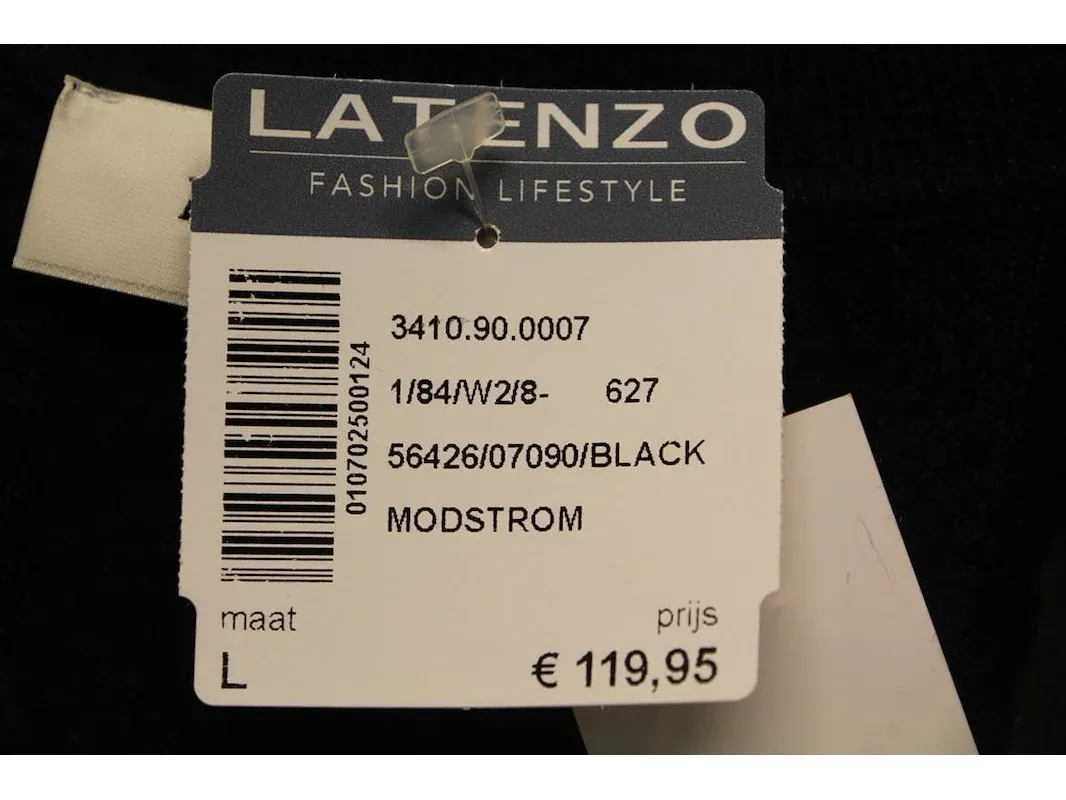 LATENZO
FASHION LIFESTYLE
3410.90.0007
1/84/W2/8- 627
56426/07090/BLACK
MODSTROM
010702500124
maat prijs
L € 119,95